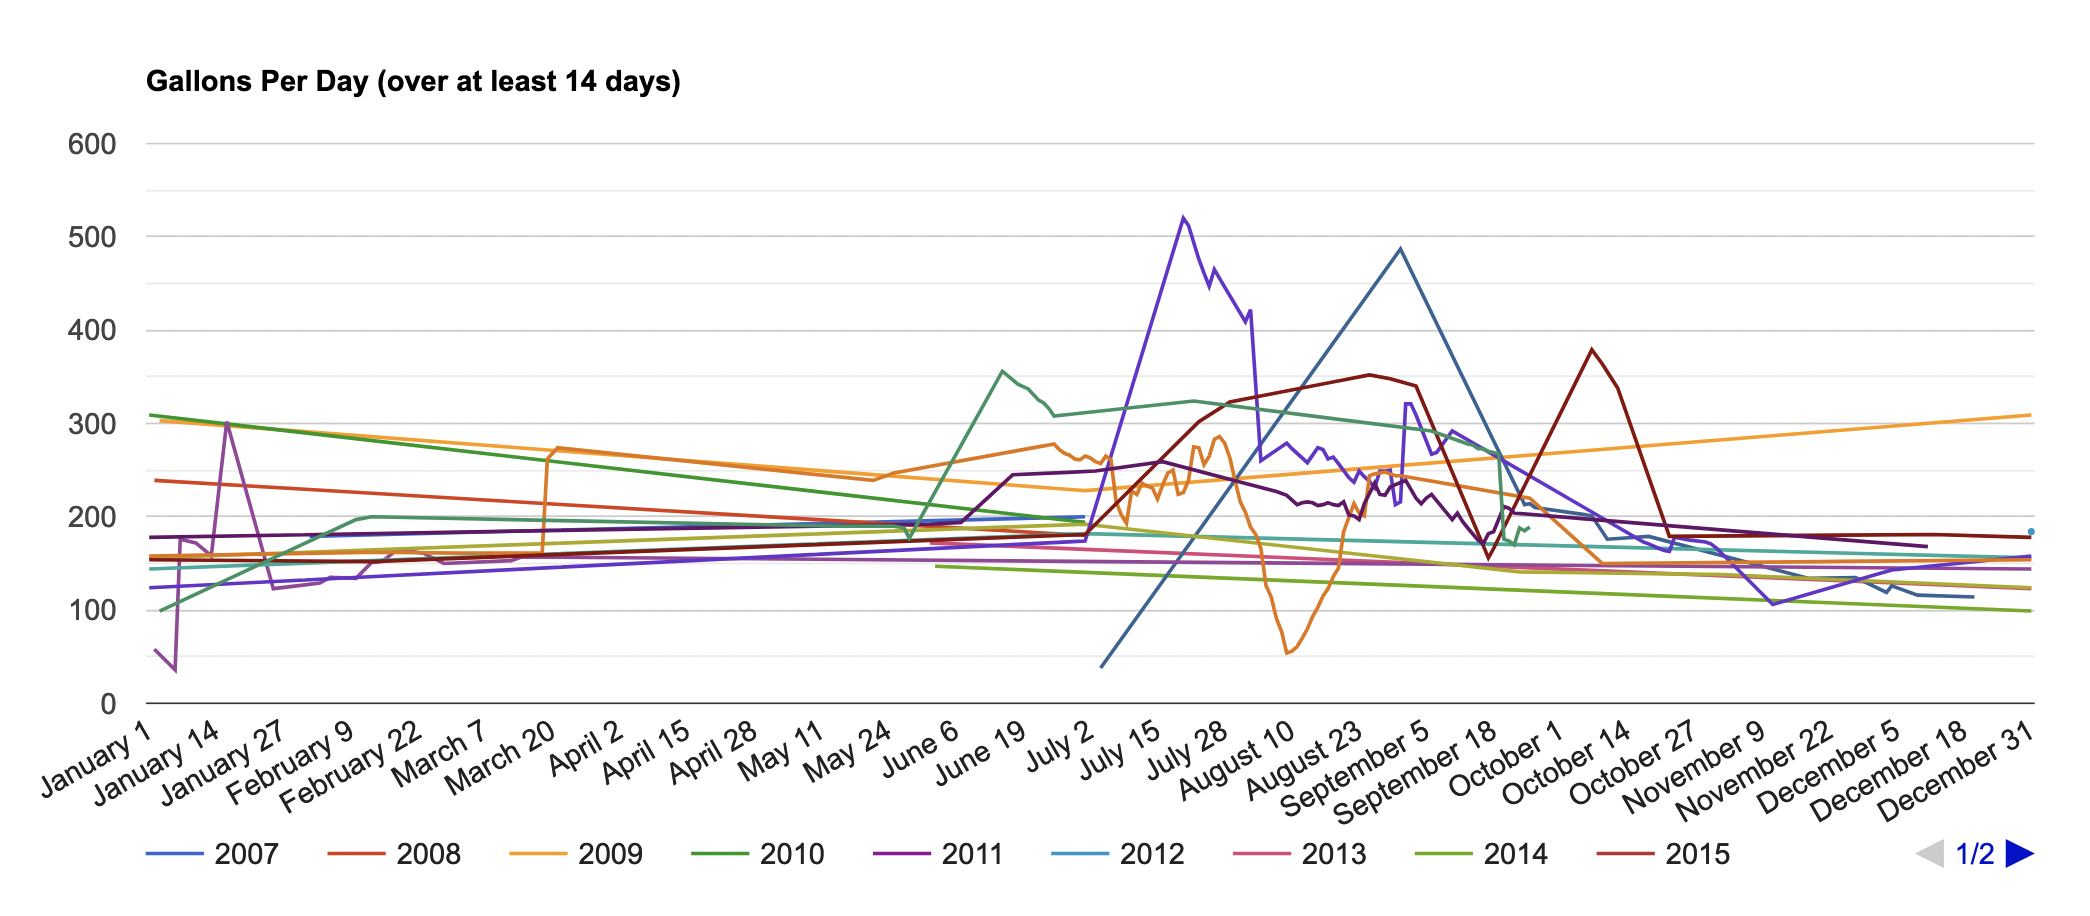 Gallons Per Day (over at least 14 days)
600
500
400
300
200
100
0
January 1
January 14
January 27
February 9
February 22
March 7
March 20
April 2
April 15
April 28
May 11
May 24
June 6
June 19
July 2
July 15
July 28
August 10
August 23
September 5
September 18
October 1
October 14
October 27
November 9
November 22
December 5
December 18
December 31
2007 2008 2009 2010 2011 2012 2013 2014 2015 1/2